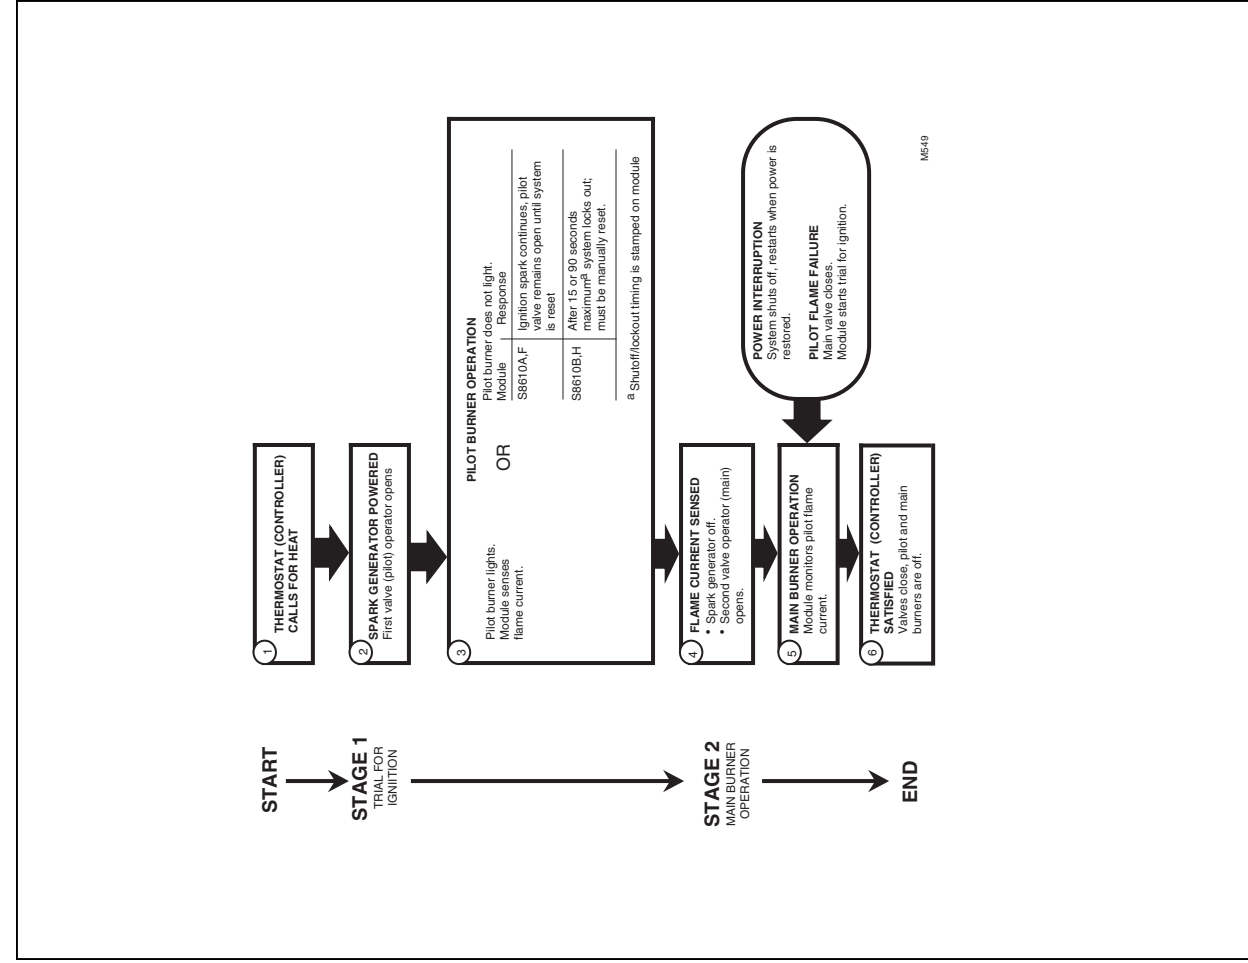 START
1
THERMOSTAT (CONTROLLER)
CALLS FOR HEAT
STAGE 1
TRIAL FOR
IGNIITION
2
SPARK GENERATOR POWERED
First valve (pilot) operator opens
3
PILOT BURNER OPERATION
Pilot burner lights.
Module senses
flame current.
OR
Pilot burner does not light.
Module Response
S8610A,F Ignition spark continues, pilot
valve remains open until system
is reset
S8610B,H After 15 or 90 seconds
maximumª system locks out;
must be manually reset.
a Shutoff/lockout timing is stamped on module
STAGE 2
MAIN BURNER
OPERATION
4
FLAME CURRENT SENSED
• Spark generator off.
• Second valve operator (main)
opens.
5
MAIN BURNER OPERATION
Module monitors pilot flame
current.
POWER INTERRUPTION
System shuts off, restarts when power is
restored.
PILOT FLAME FAILURE
Main valve closes.
Module starts trial for ignition.
END
6
THERMOSTAT (CONTROLLER)
SATISFIED
Valves close, pilot and main
burners are off.
M549